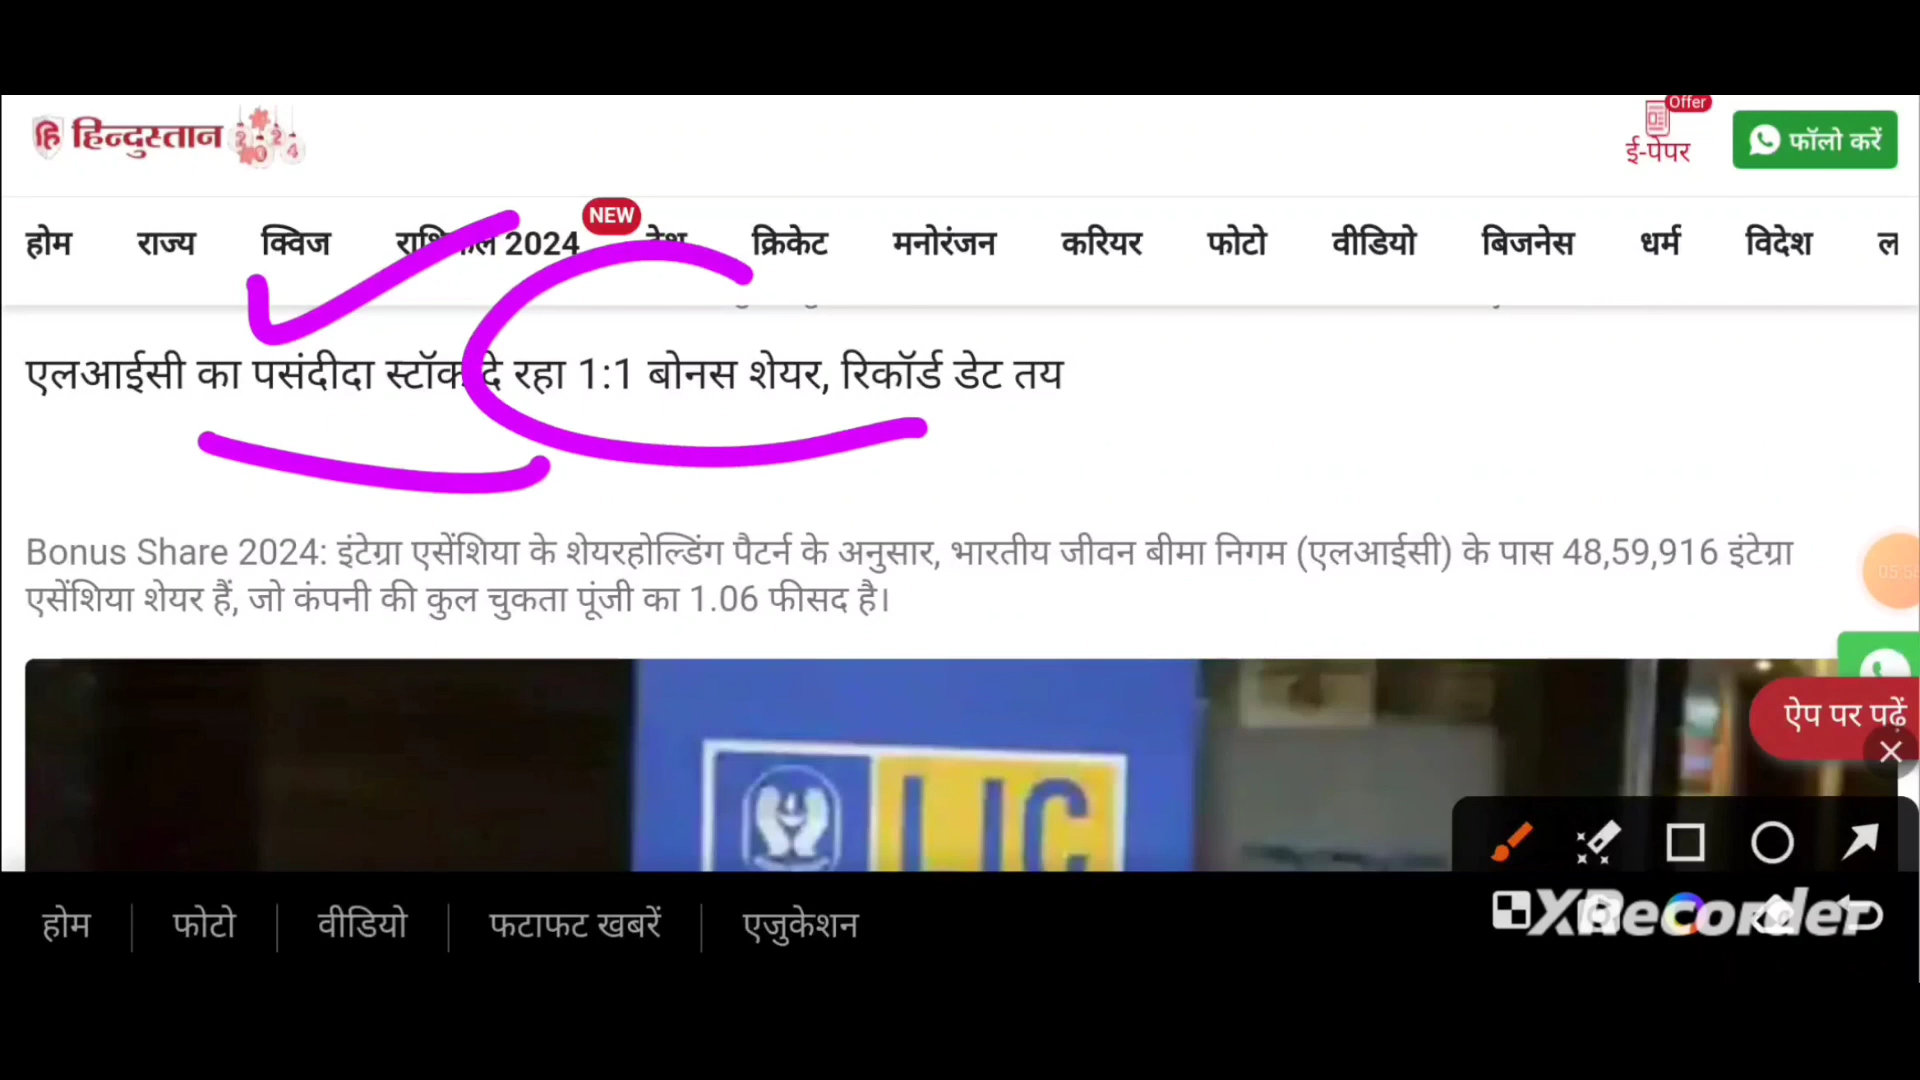 हिन्दुस्तान
Offer
ई-पेपर
फॉलो करें
NEW
होम राज्य क्विज राशिफल 2024 देश क्रिकेट मनोरंजन करियर फोटो वीडियो बिजनेस धर्म विदेश ल
एलआईसी का पसंदीदा स्टॉक दे रहा 1:1 बोनस शेयर, रिकॉर्ड डेट तय
Bonus Share 2024: इंटेग्रा एसेंशिया के शेयरहोल्डिंग पैटर्न के अनुसार, भारतीय जीवन बीमा निगम (एलआईसी) के पास 48,59,916 इंटेग्रा
एसेंशिया शेयर हैं, जो कंपनी की कुल चुकता पूंजी का 1.06 फीसद है।
ऐप पर पढ़ें
LIC
XRecorder
होम फोटो वीडियो फटाफट खबरें एजुकेशन